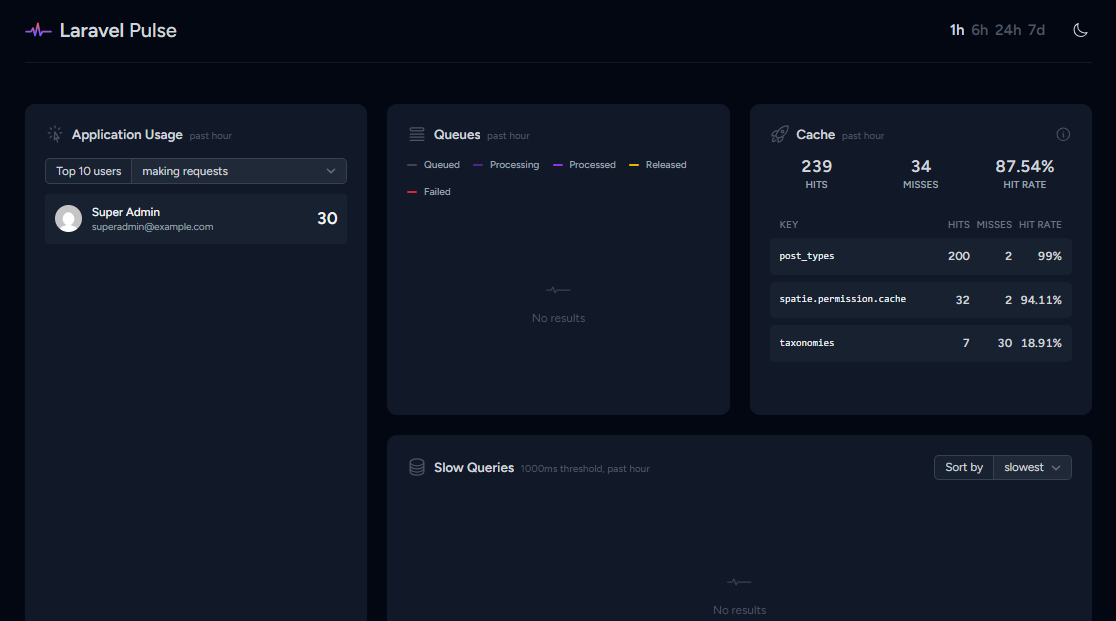 Laravel Pulse
1h 6h 24h 7d
Application Usage past hour
Top 10 users making requests
Super Admin
superadmin@example.com
30
Queues past hour
Queued Processing Processed Released
Failed
No results
Cache past hour
239 34 87.54%
HITS MISSES HIT RATE
KEY HITS MISSES HIT RATE
post_types 200 2 99%
spatie.permission.cache 32 2 94.11%
taxonomies 7 30 18.91%
Slow Queries 1000ms threshold, past hour
Sort by slowest
No results